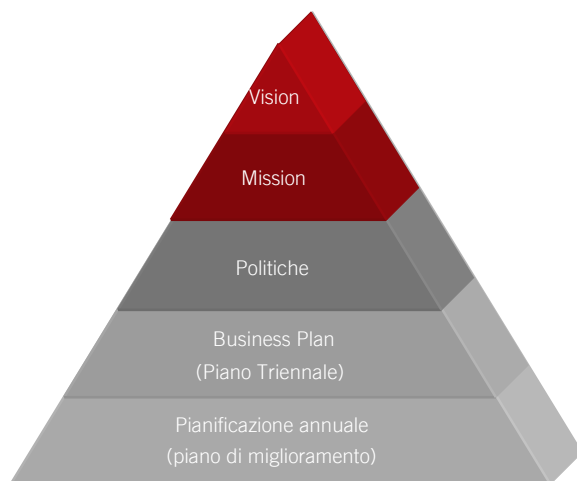 Vision
Mission
Politiche
Business Plan
(Piano Triennale)
Pianificazione annuale
(piano di miglioramento)